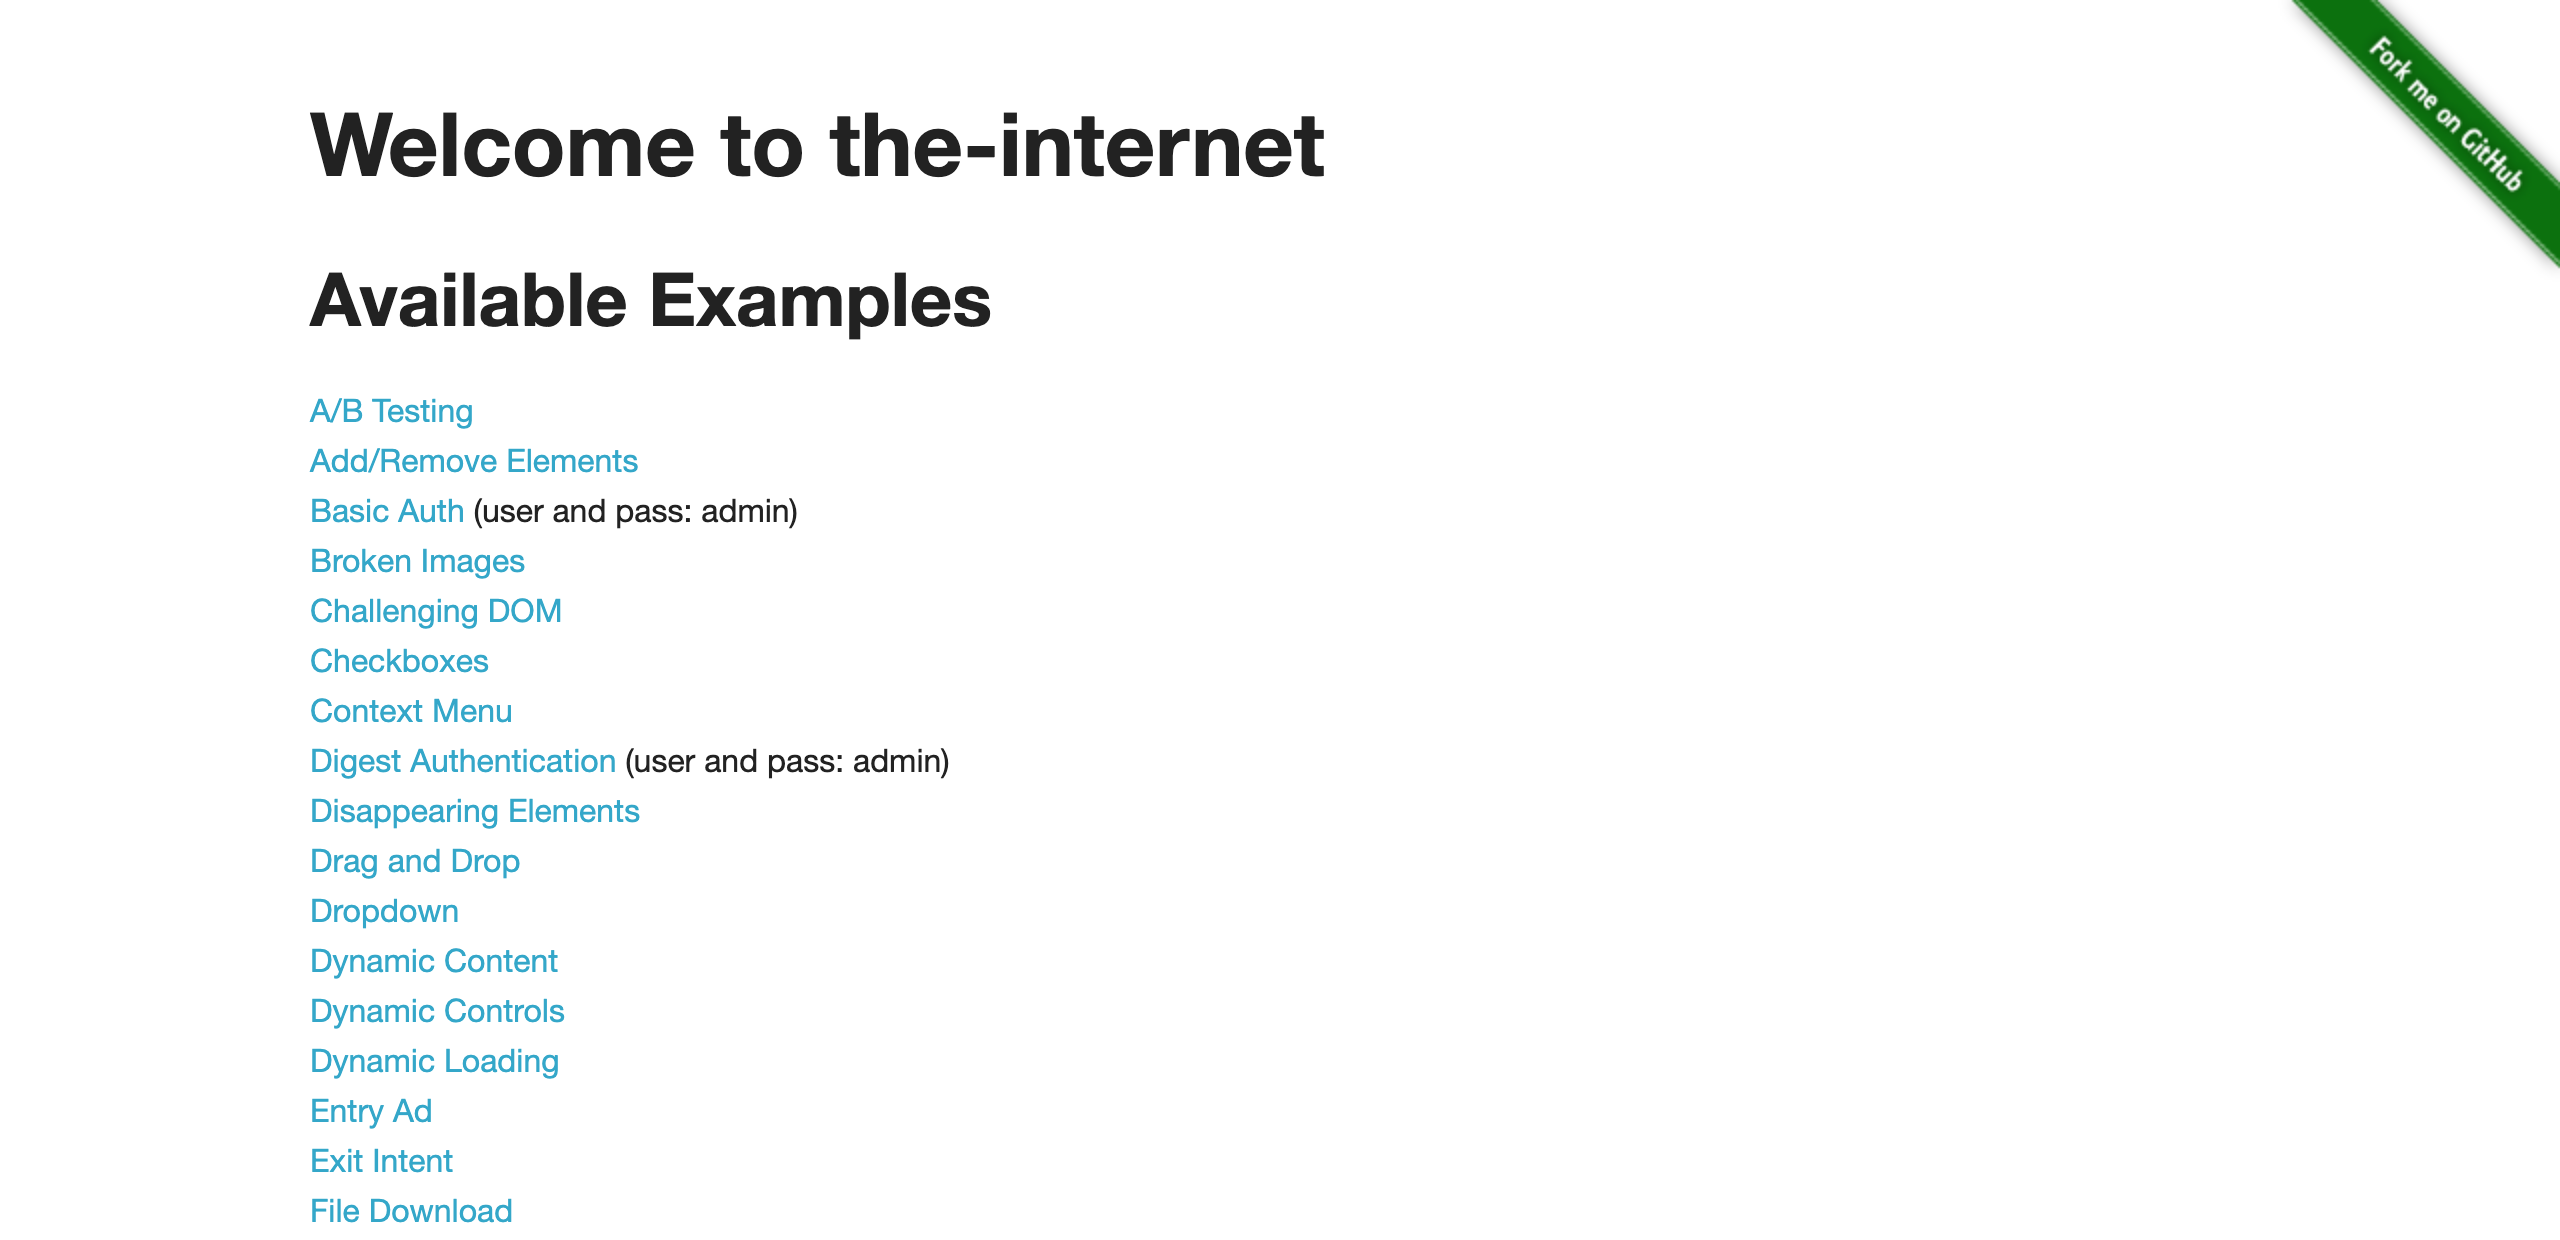 Fork me on GitHub
Welcome to the-internet
Available Examples
A/B Testing
Add/Remove Elements
Basic Auth (user and pass: admin)
Broken Images
Challenging DOM
Checkboxes
Context Menu
Digest Authentication (user and pass: admin)
Disappearing Elements
Drag and Drop
Dropdown
Dynamic Content
Dynamic Controls
Dynamic Loading
Entry Ad
Exit Intent
File Download